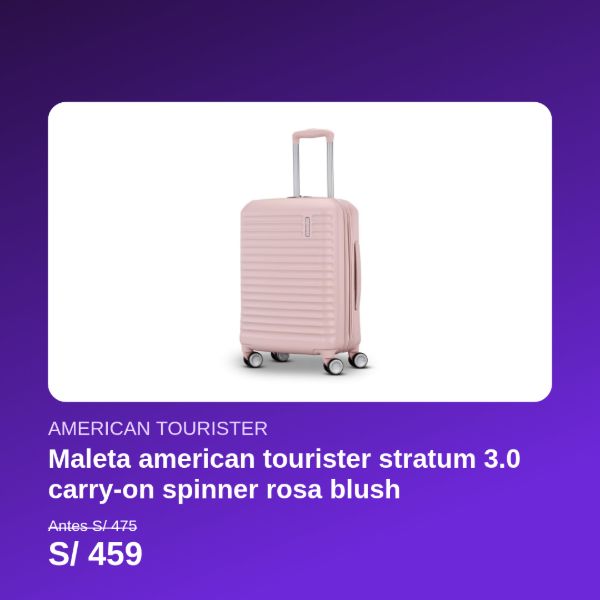 AMERICAN TOURISTER
Maleta american tourister stratum 3.0
carry-on spinner rosa blush
Antes S/ 475
S/ 459